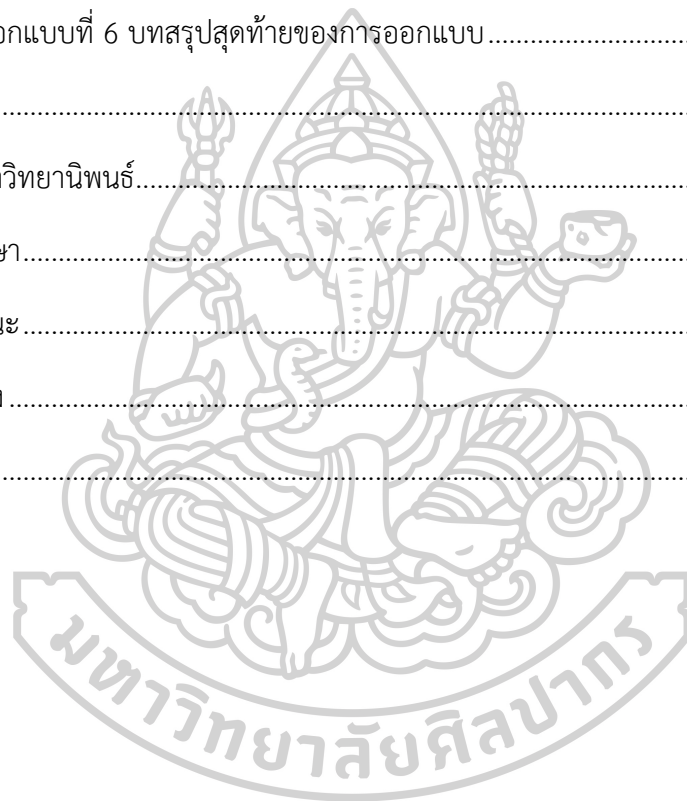 อกแบบที่ 6 บทสรุปสุดท้ายของการออกแบบ
วิทยานิพนธ์
ษา
นะ
มหาวิทยาลัยศิลปากร